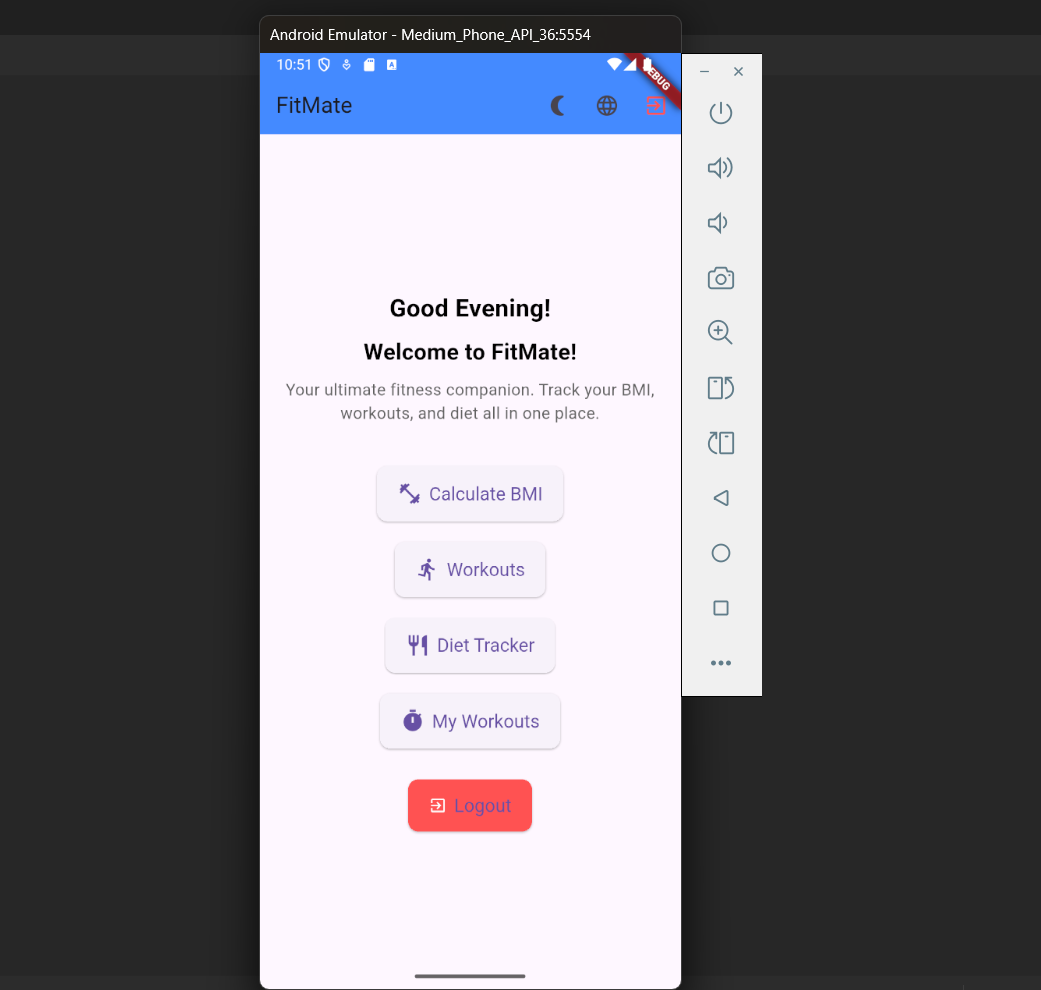 Android Emulator - Medium_Phone_API_36:5554
10:51
FitMate
Good Evening!
Welcome to FitMate!
Your ultimate fitness companion. Track your BMI,
workouts, and diet all in one place.
Calculate BMI
Workouts
Diet Tracker
My Workouts
Logout